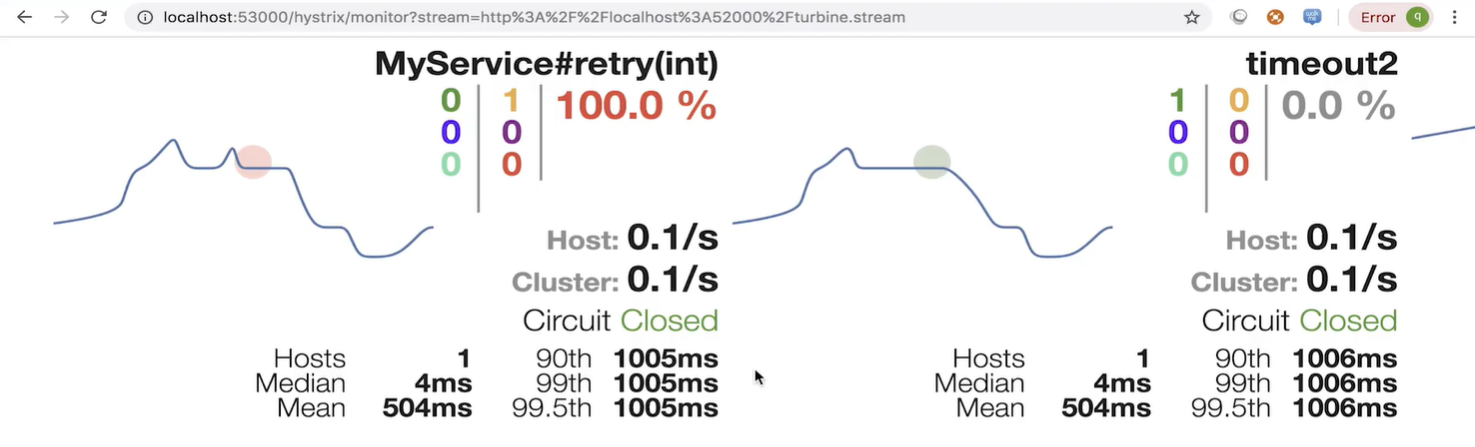 localhost:53000/hystrix/monitor?stream=http%3A%2F%2Flocalhost%3A52000%2Fturbine.stream
walk me
Error q
MyService#retry(int)
0 1 100.0 %
0 0
0 0
Host: 0.1/s
Cluster: 0.1/s
Circuit Closed
Hosts 1 90th 1005ms
Median 4ms 99th 1005ms
Mean 504ms 99.5th 1005ms
timeout2
1 0 0.0 %
0 0
0 0
Host: 0.1/s
Cluster: 0.1/s
Circuit Closed
Hosts 1 90th 1006ms
Median 4ms 99th 1006ms
Mean 504ms 99.5th 1006ms